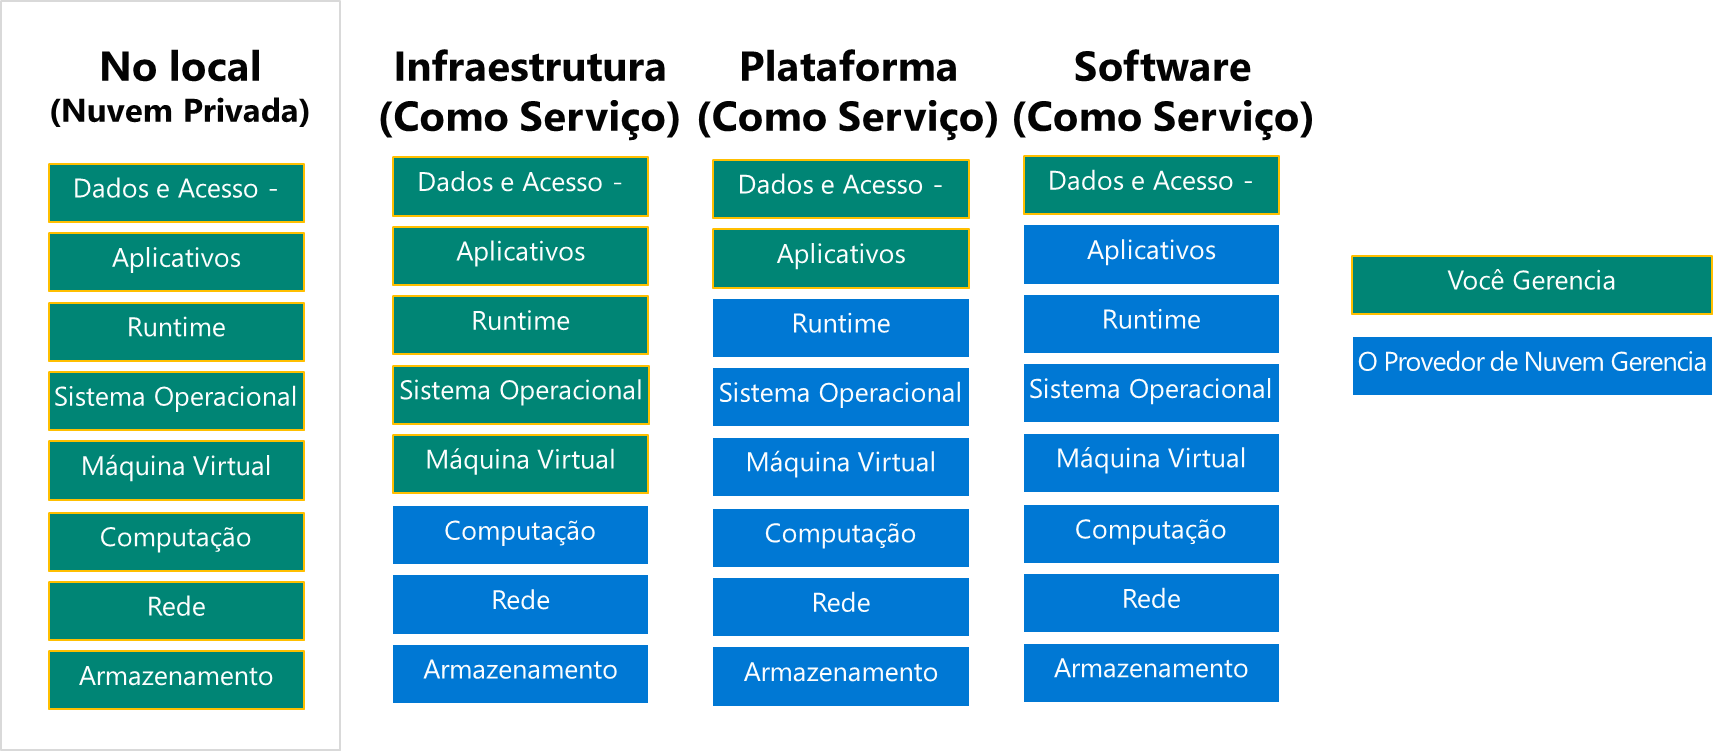 No local
(Nuvem Privada)
Dados e Acesso -
Aplicativos
Runtime
Sistema Operacional
Máquina Virtual
Computação
Rede
Armazenamento
Infraestrutura
(Como Serviço)
Dados e Acesso -
Aplicativos
Runtime
Sistema Operacional
Máquina Virtual
Computação
Rede
Armazenamento
Plataforma
(Como Serviço)
Dados e Acesso -
Aplicativos
Runtime
Sistema Operacional
Máquina Virtual
Computação
Rede
Armazenamento
Software
(Como Serviço)
Dados e Acesso -
Aplicativos
Runtime
Sistema Operacional
Máquina Virtual
Computação
Rede
Armazenamento
Você Gerencia
O Provedor de Nuvem Gerencia